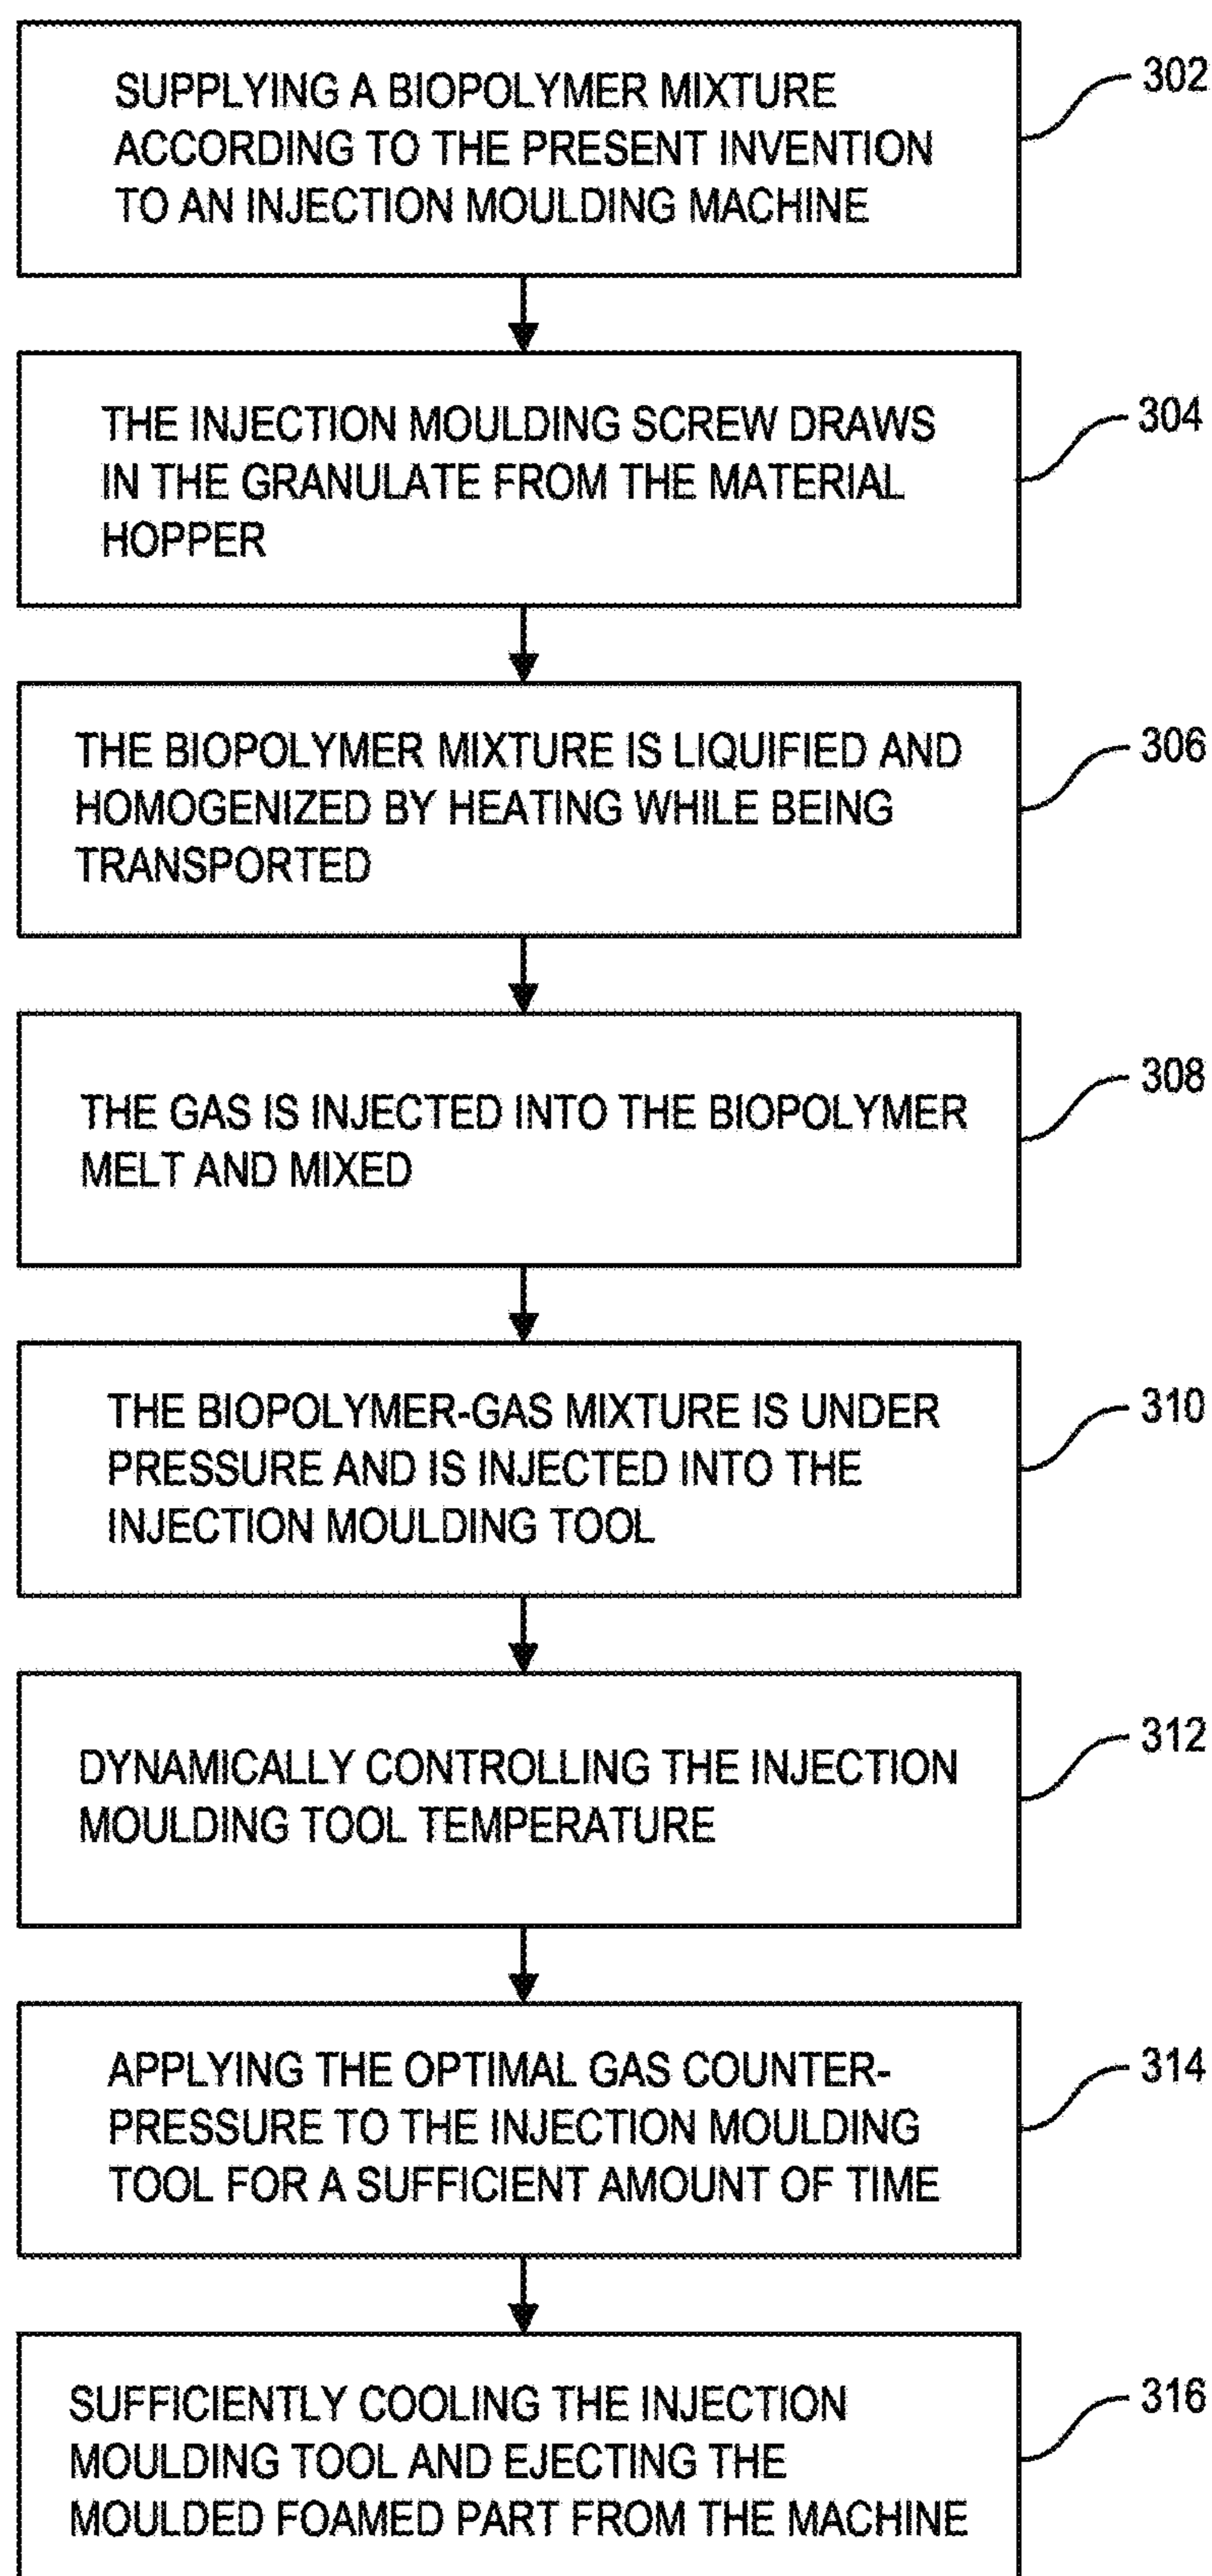 SUPPLYING A BIOPOLYMER MIXTURE
ACCORDING TO THE PRESENT INVENTION
TO AN INJECTION MOULDING MACHINE
302
THE INJECTION MOULDING SCREW DRAWS
IN THE GRANULATE FROM THE MATERIAL
HOPPER
304
THE BIOPOLYMER MIXTURE IS LIQUIFIED AND
HOMOGENIZED BY HEATING WHILE BEING
TRANSPORTED
306
THE GAS IS INJECTED INTO THE BIOPOLYMER
MELT AND MIXED
308
THE BIOPOLYMER-GAS MIXTURE IS UNDER
PRESSURE AND IS INJECTED INTO THE
INJECTION MOULDING TOOL
310
DYNAMICALLY CONTROLLING THE INJECTION
MOULDING TOOL TEMPERATURE
312
APPLYING THE OPTIMAL GAS COUNTER-
PRESSURE TO THE INJECTION MOULDING
TOOL FOR A SUFFICIENT AMOUNT OF TIME
314
SUFFICIENTLY COOLING THE INJECTION
MOULDING TOOL AND EJECTING THE
MOULDED FOAMED PART FROM THE MACHINE
316